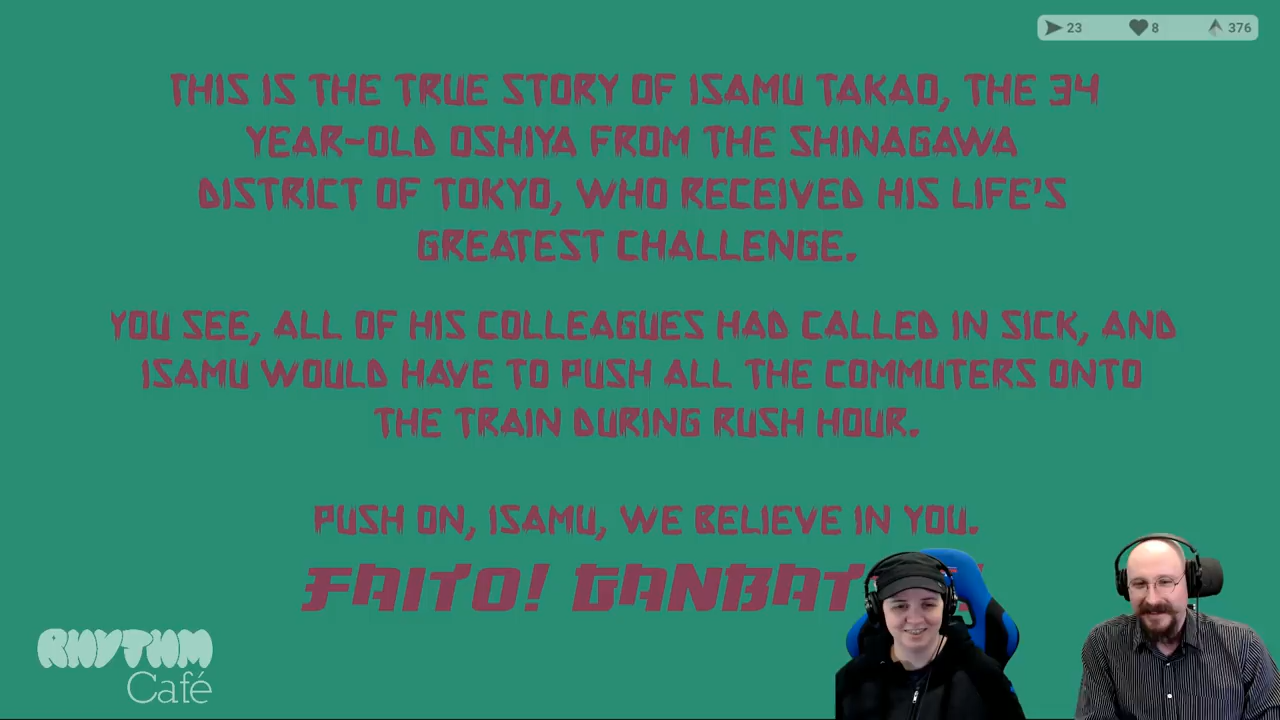 23 8 376
THIS IS THE TRUE STORY OF ISAMU TAKAO, THE 34
YEAR-OLD OSHIYA FROM THE SHINAGAWA
DISTRICT OF TOKYO, WHO RECEIVED HIS LIFE'S
GREATEST CHALLENGE.
YOU SEE, ALL OF HIS COLLEAGUES HAD CALLED IN SICK, AND
ISAMU WOULD HAVE TO PUSH ALL THE COMMUTERS ONTO
THE TRAIN DURING RUSH HOUR.
PUSH ON, ISAMU, WE BELIEVE IN YOU.
FAITO!
RHYTHM
Café